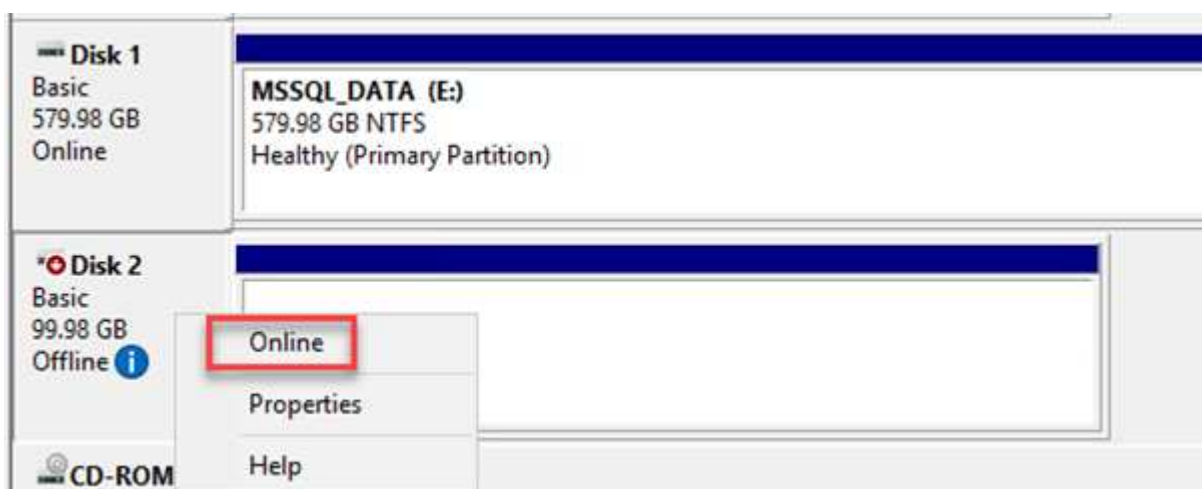 Disk 1
Basic
579.98 GB
Online
MSSQL_DATA (E:)
579.98 GB NTFS
Healthy (Primary Partition)
Disk 2
Basic
99.98 GB
Offline
Online
Properties
Help
CD-ROM